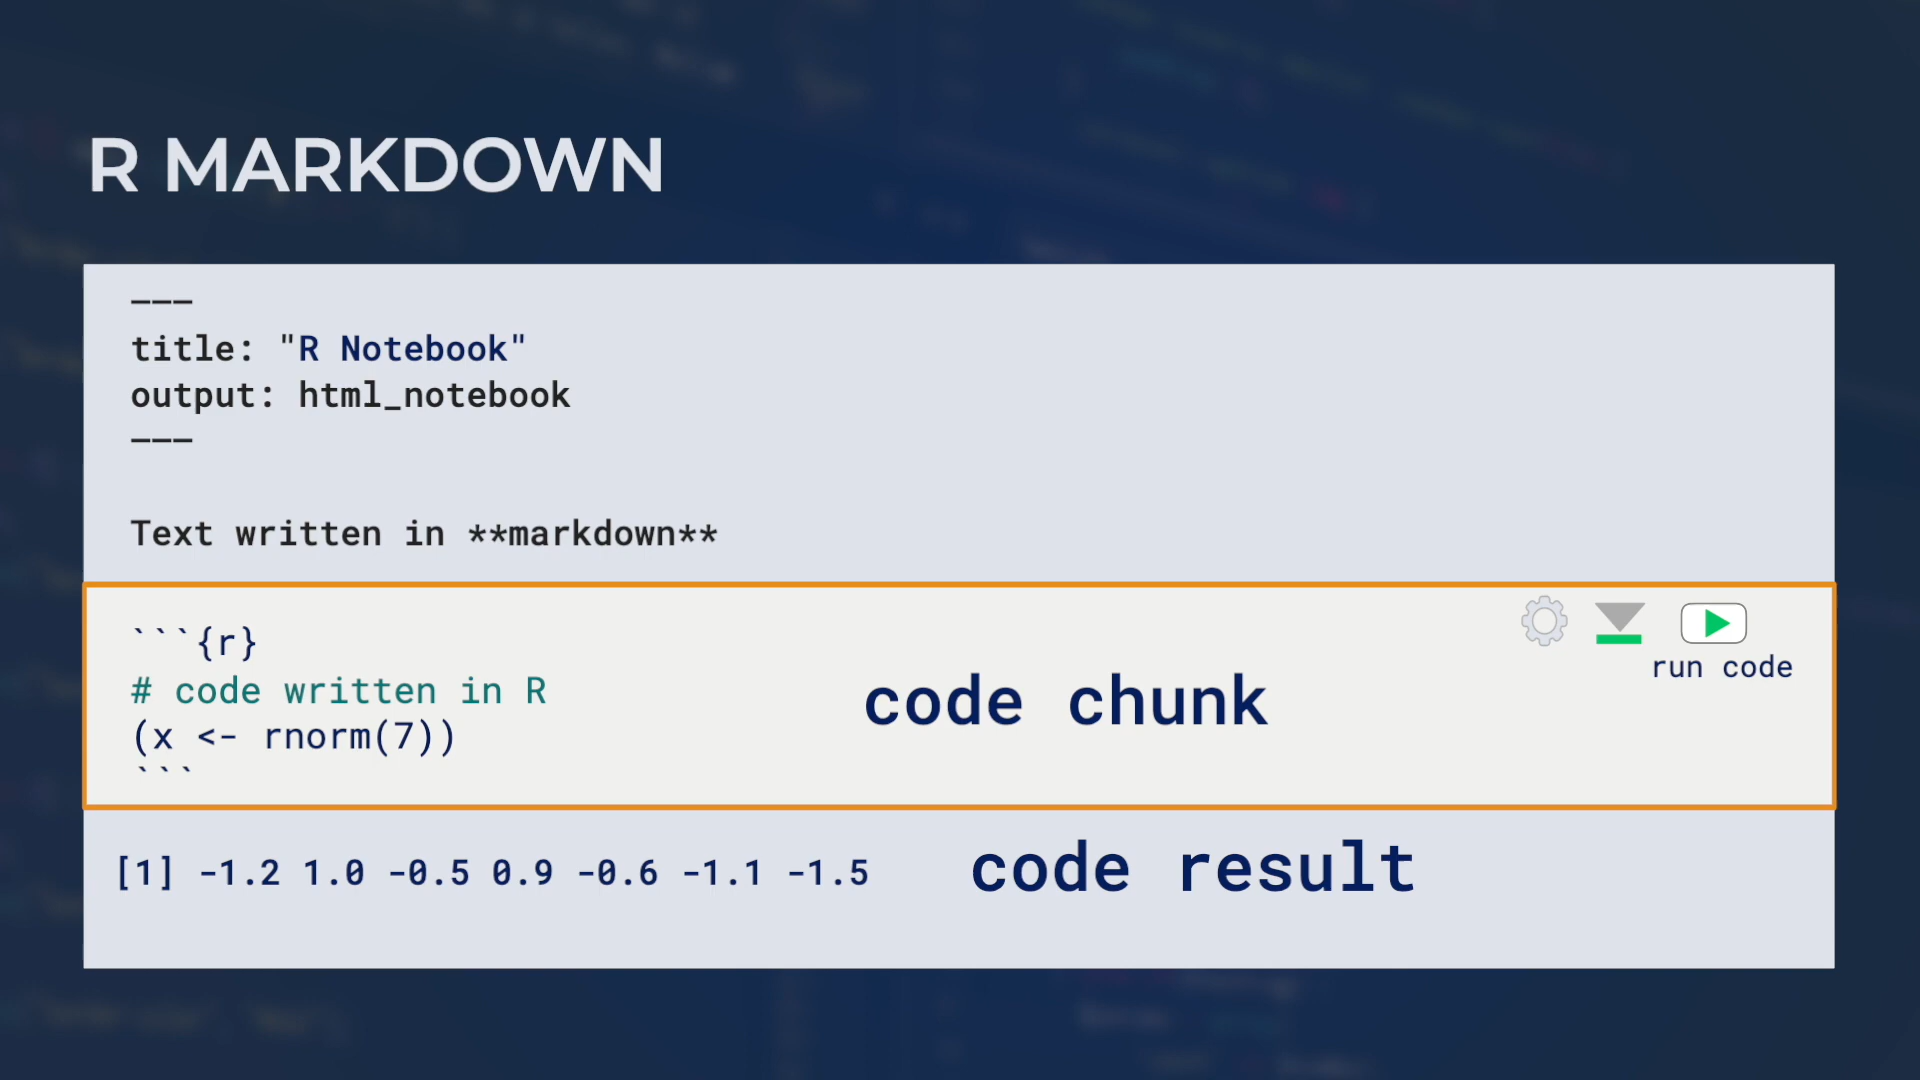 R MARKDOWN
---
title: "R Notebook"
output: html_notebook
---
Text written in **markdown**
```{r}
run code
# code written in R
code chunk
(x <- rnorm(7))
```
[1] -1.2 1.0 -0.5 0.9 -0.6 -1.1 -1.5
code result